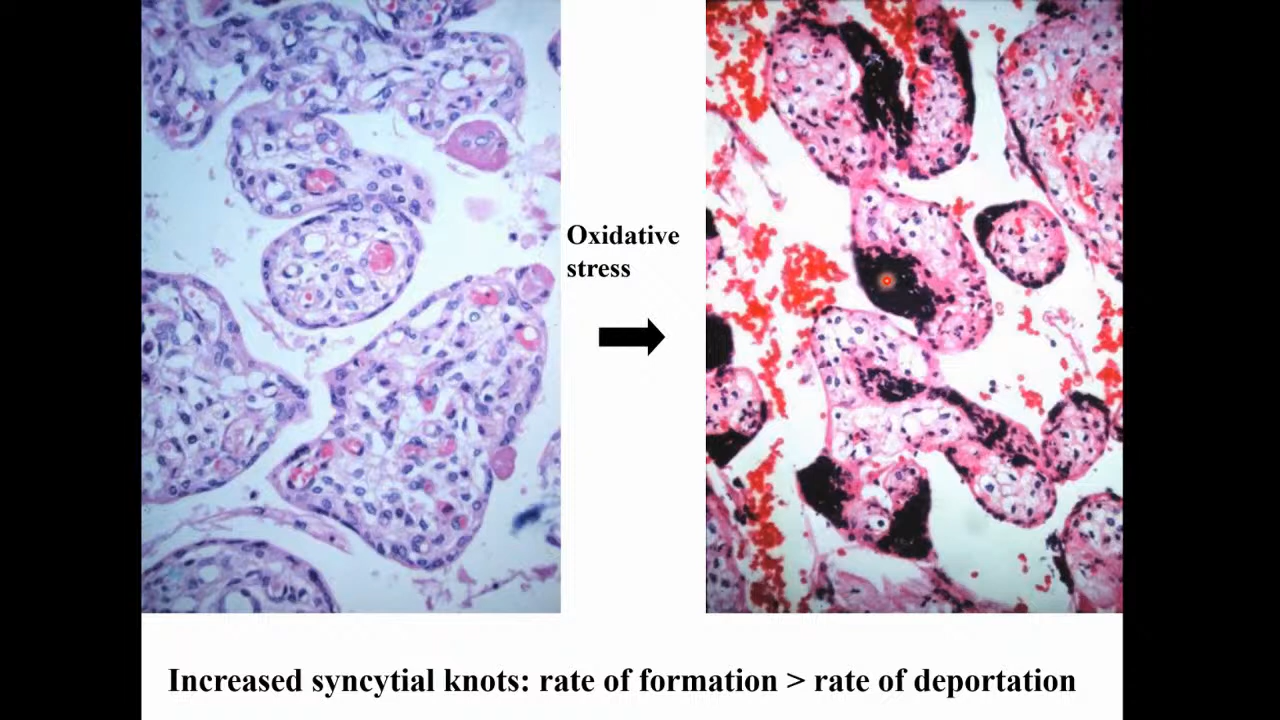 Oxidative
stress
Increased syncytial knots: rate of formation > rate of deportation